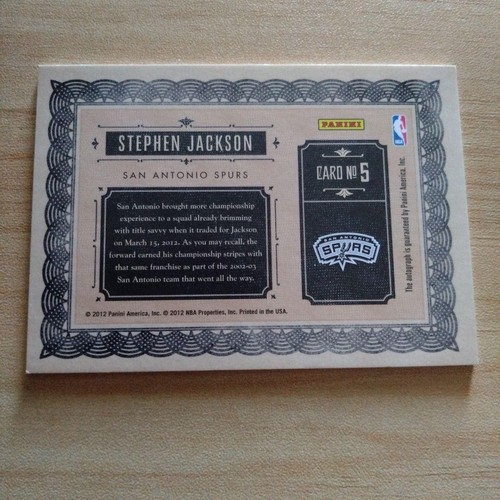 STEPHEN JACKSON
SAN ANTONIO SPURS
San Antonio brought more championship
experience to a squad already brimming
with title savvy when it traded for Jackson
on March 15, 2012. As you may recall, the
forward earned his championship stripes with
that same franchise as part of the 2002-03
San Antonio team that went all the way.
© 2012 Panini America, Inc. © 2012 NBA Properties, Inc. Printed in the USA.
PANINI
CARD Nº 5
SAN ANTONIO
SPURS
NBA
The autograph is guaranteed by Panini America, Inc.